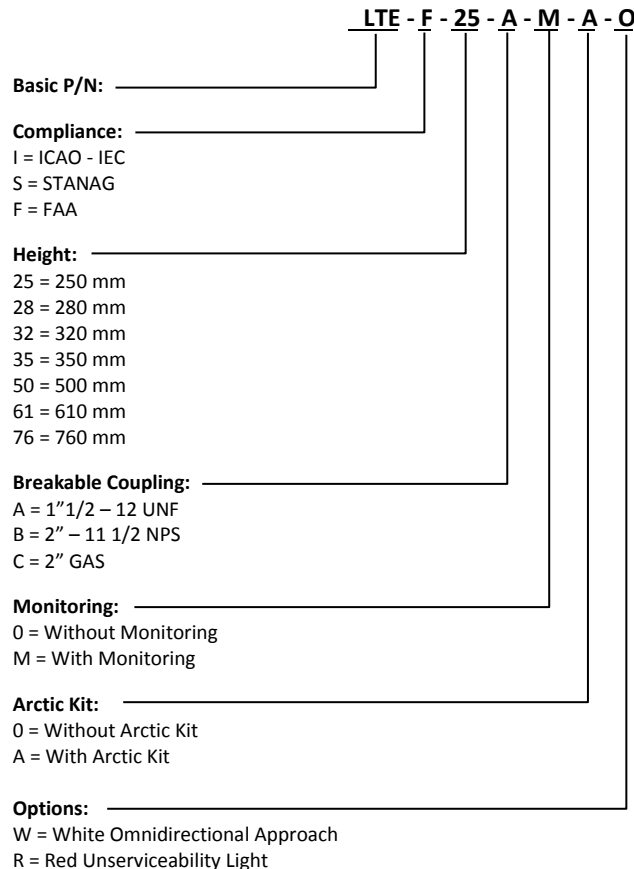 LTE - F - 25 - A - M - A - O
Basic P/N:
Compliance:
I = ICAO - IEC
S = STANAG
F = FAA
Height:
25 = 250 mm
28 = 280 mm
32 = 320 mm
35 = 350 mm
50 = 500 mm
61 = 610 mm
76 = 760 mm
Breakable Coupling:
A = 1”1/2 – 12 UNF
B = 2” – 11 1/2 NPS
C = 2” GAS
Monitoring:
0 = Without Monitoring
M = With Monitoring
Arctic Kit:
0 = Without Arctic Kit
A = With Arctic Kit
Options:
W = White Omnidirectional Approach
R = Red Unserviceability Light